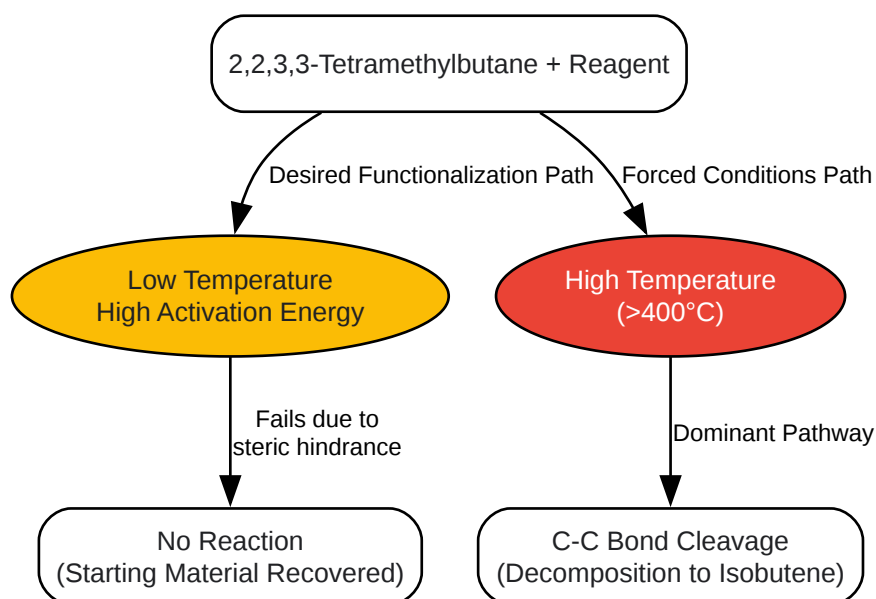 2,2,3,3-Tetramethylbutane + Reagent
Desired Functionalization Path
Forced Conditions Path
Low Temperature
High Activation Energy
High Temperature
(>400°C)
Fails due to
steric hindrance
Dominant Pathway
No Reaction
(Starting Material Recovered)
C-C Bond Cleavage
(Decomposition to Isobutene)